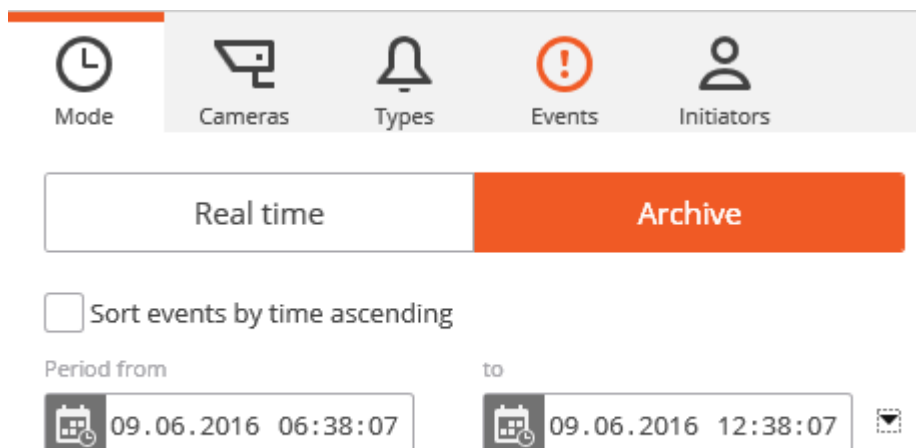 Mode Cameras Types Events Initiators
Real time Archive
Sort events by time ascending
Period from to
09.06.2016 06:38:07 09.06.2016 12:38:07